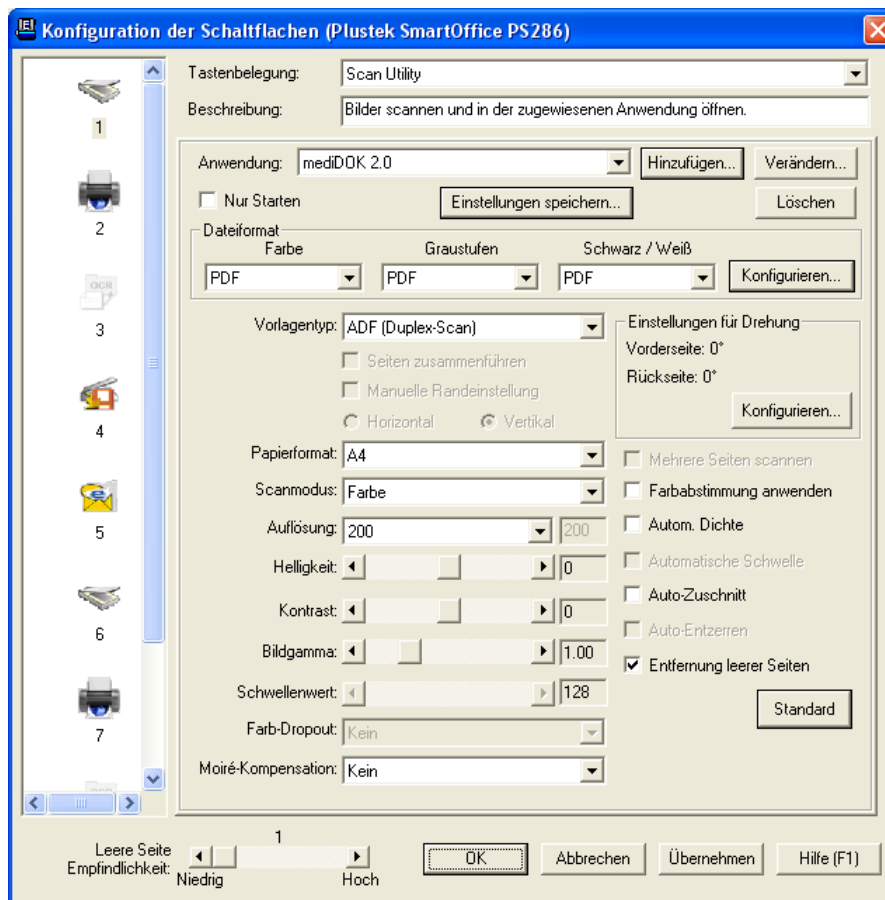 Konfiguration der Schaltflachen (Plustek SmartOffice PS286)
1
2
OCR
3
4
5
6
7
Tastenbelegung: Scan Utility
Beschreibung: Bilder scannen und in der zugewiesenen Anwendung öffnen.
Anwendung: mediDOK 2.0 Hinzufügen... Verändern...
Nur Starten Einstellungen speichern... Löschen
Dateiformat
Farbe Graustufen Schwarz / Weiß
PDF PDF PDF Konfigurieren...
Vorlagentyp: ADF (Duplex-Scan)
Seiten zusammenführen
Manuelle Randeinstellung
Horizontal Vertikal
Einstellungen für Drehung
Vorderseite: 0°
Rückseite: 0°
Konfigurieren...
Papierformat: A4
Scanmodus: Farbe
Auflösung: 200 200
Helligkeit: 0
Kontrast: 0
Bildgamma: 1.00
Schwellenwert: 128
Farb-Dropout: Kein
Moiré-Kompensation: Kein
Mehrere Seiten scannen
Farbabstimmung anwenden
Autom. Dichte
Automatische Schwelle
Auto-Zuschnitt
Auto-Entzerren
Entfernung leerer Seiten
Standard
Leere Seite
Empfindlichkeit:
1
Niedrig Hoch
OK Abbrechen Übernehmen Hilfe (F1)